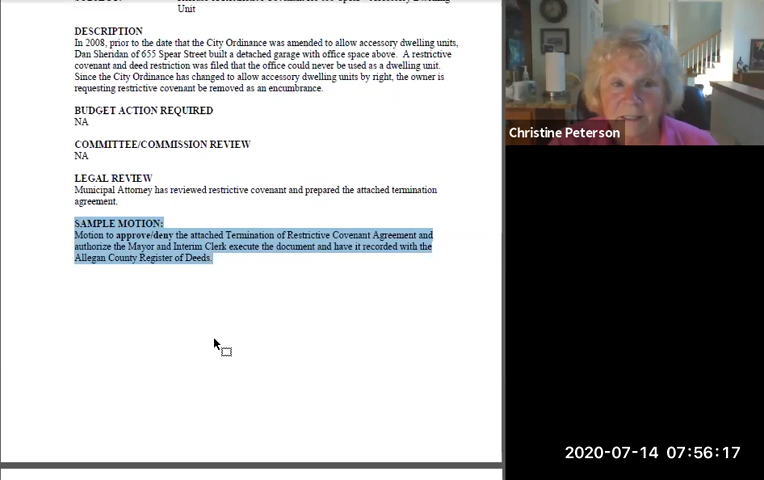 Unit
DESCRIPTION
In 2008, prior to the date that the City Ordinance was amended to allow accessory dwelling units,
Dan Sheridan of 655 Spear Street built a detached garage with office space above. A restrictive
covenant and deed restriction was filed that the office could never be used as a dwelling unit.
Since the City Ordinance has changed to allow accessory dwelling units by right, the owner is
requesting restrictive covenant be removed as an encumbrance.
BUDGET ACTION REQUIRED
NA
COMMITTEE/COMMISSION REVIEW
NA
LEGAL REVIEW
Municipal Attorney has reviewed restrictive covenant and prepared the attached termination
agreement.
SAMPLE MOTION:
Motion to approve/deny the attached Termination of Restrictive Covenant Agreement and
authorize the Mayor and Interim Clerk execute the document and have it recorded with the
Allegan County Register of Deeds.
Christine Peterson
2020-07-14 07:56:17